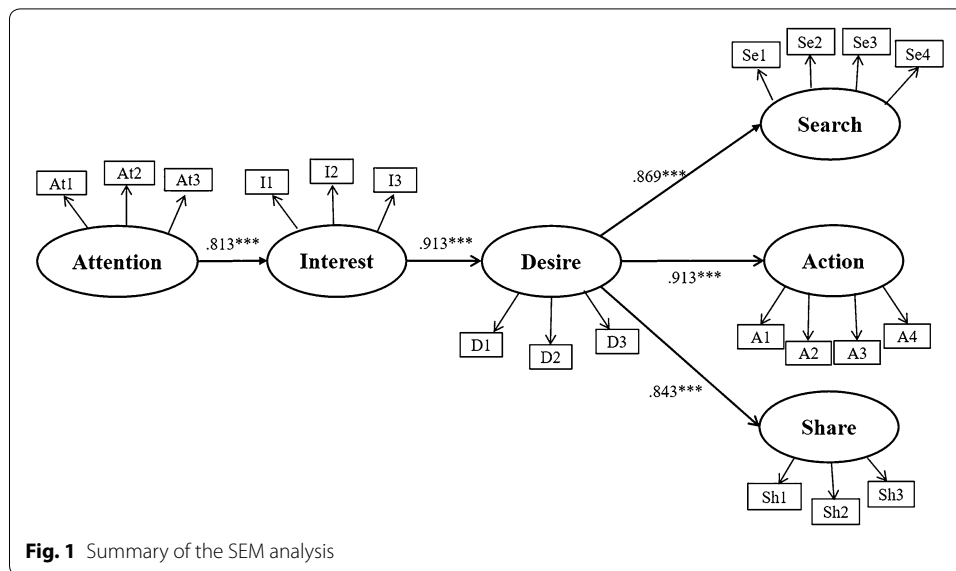 Se1
Se2
Se3
Se4
Search
.869***
At1
At2
At3
I1
I2
I3
Attention
.813***
Interest
.913***
Desire
.913***
Action
D1
D2
D3
A1
A2
A3
A4
.843***
Share
Sh1
Sh2
Sh3
Fig. 1 Summary of the SEM analysis